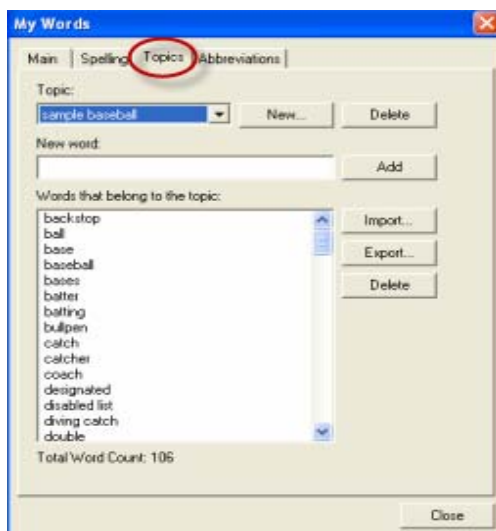 My Words
Main Spelling Topics Abbreviations
Topic:
sample baseball New... Delete
New word:
Add
Words that belong to the topic:
backstop Import...
ball
base Export...
baseball
bases Delete
batter
batting
bullpen
catch
catcher
coach
designated
disabled list
diving catch
double
Total Word Count: 106
Close